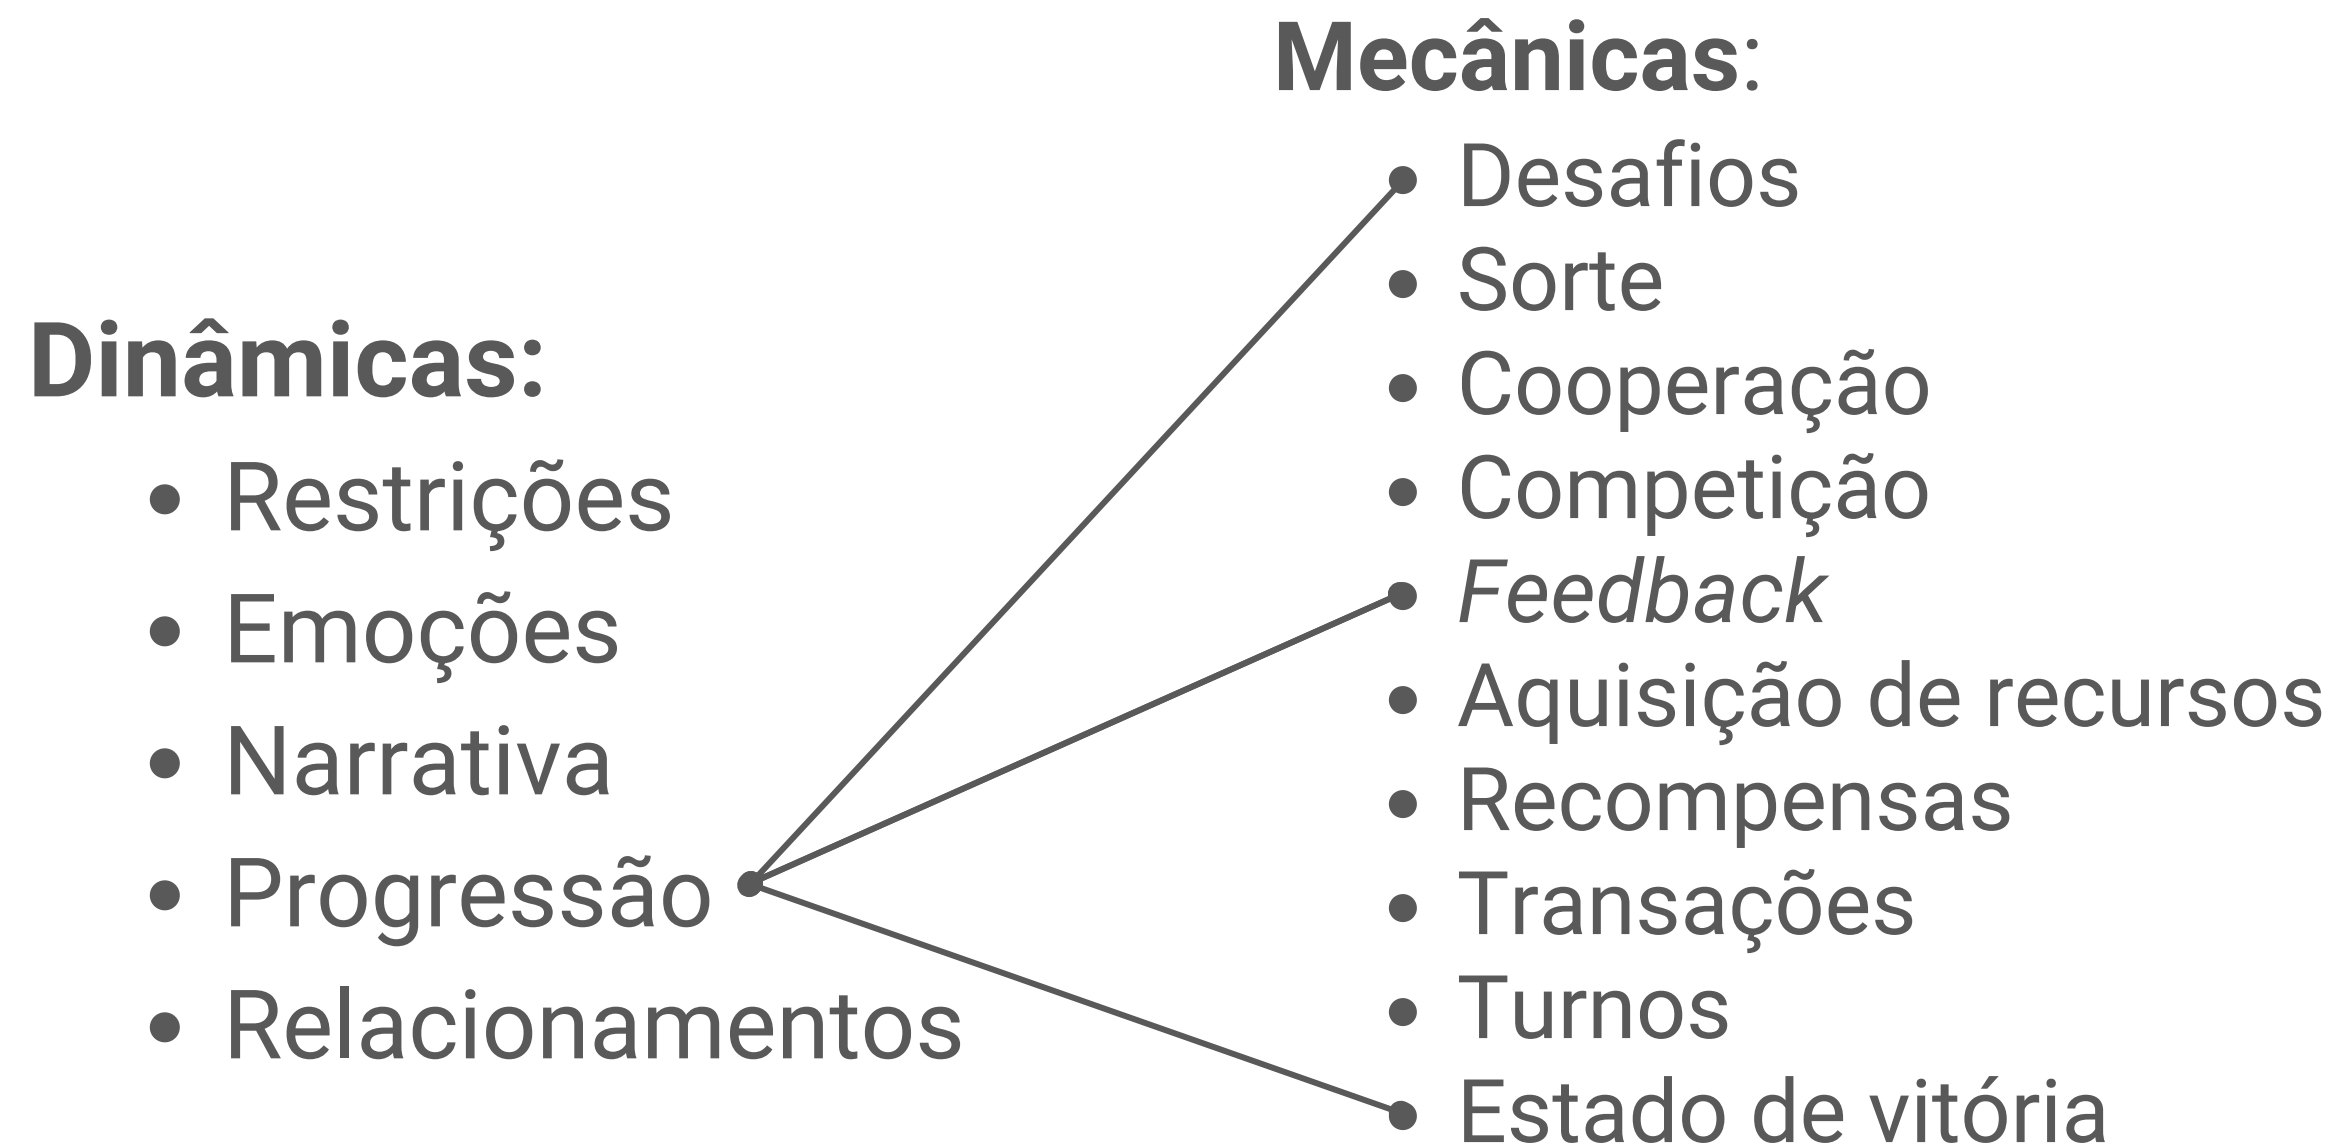 Dinâmicas:
Restrições
Emoções
Narrativa
Progressão
Relacionamentos
Mecânicas:
Desafios
Sorte
Cooperação
Competição
Feedback
Aquisição de recursos
Recompensas
Transações
Turnos
Estado de vitória